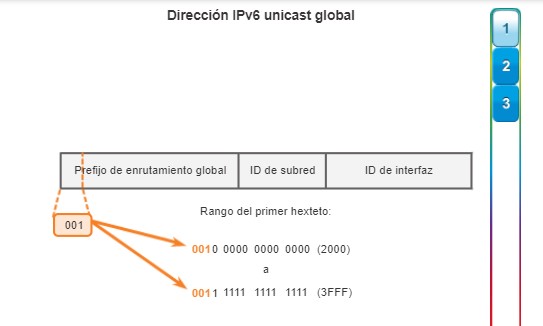 Dirección IPv6 unicast global
1
2
3
Prefijo de enrutamiento global ID de subred ID de interfaz
001
Rango del primer hexteto:
0010 0000 0000 0000 (2000)
a
0011 1111 1111 1111 (3FFF)